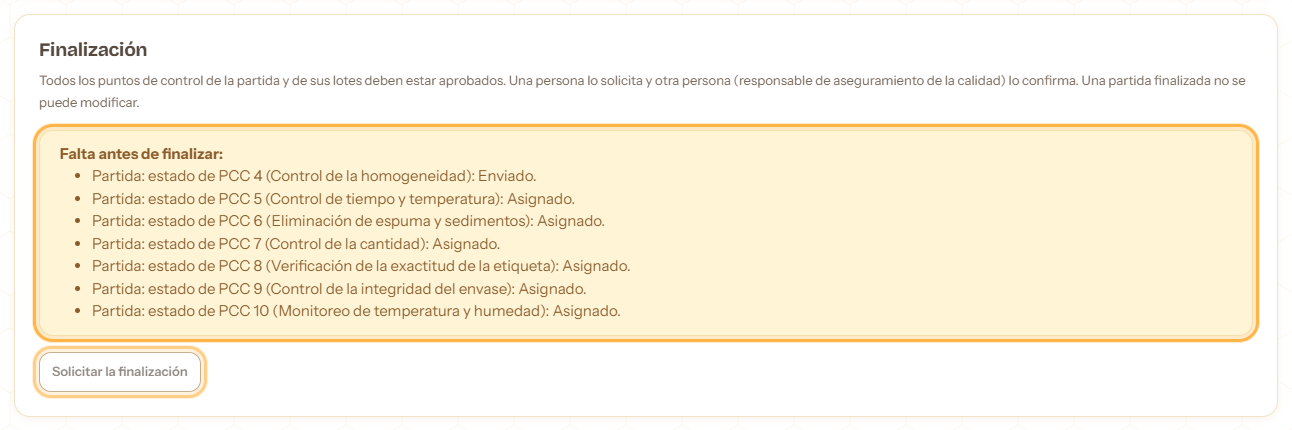 Finalización
Todos los puntos de control de la partida y de sus lotes deben estar aprobados. Una persona lo solicita y otra persona (responsable de aseguramiento de la calidad) lo confirma. Una partida finalizada no se
puede modificar.
Falta antes de finalizar:
• Partida: estado de PCC 4 (Control de la homogeneidad): Enviado.
• Partida: estado de PCC 5 (Control de tiempo y temperatura): Asignado.
• Partida: estado de PCC 6 (Eliminación de espuma y sedimentos): Asignado.
• Partida: estado de PCC 7 (Control de la cantidad): Asignado.
• Partida: estado de PCC 8 (Verificación de la exactitud de la etiqueta): Asignado.
• Partida: estado de PCC 9 (Control de la integridad del envase): Asignado.
• Partida: estado de PCC 10 (Monitoreo de temperatura y humedad): Asignado.
Solicitar la finalización